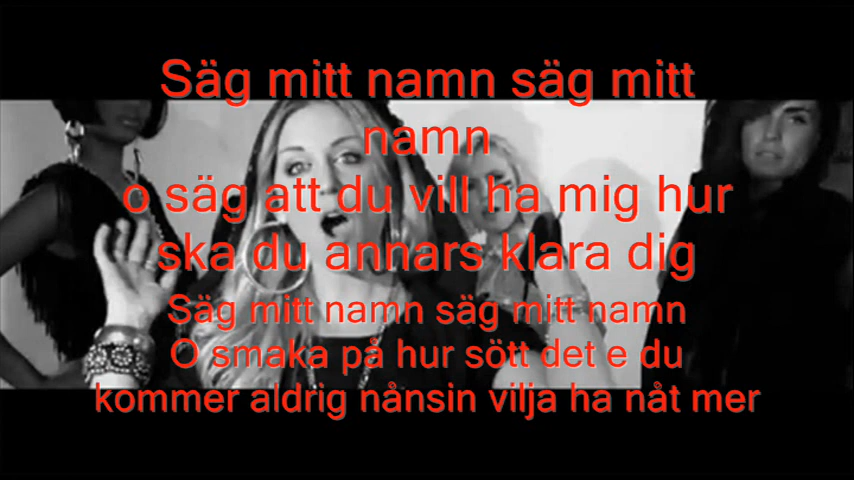 Säg mitt namn säg mitt
namn
o säg att du vill ha mig hur
ska du annars klara dig
Säg mitt namn säg mitt namn
O smaka på hur sött det e du
kommer aldrig nånsin vilja ha nåt mer